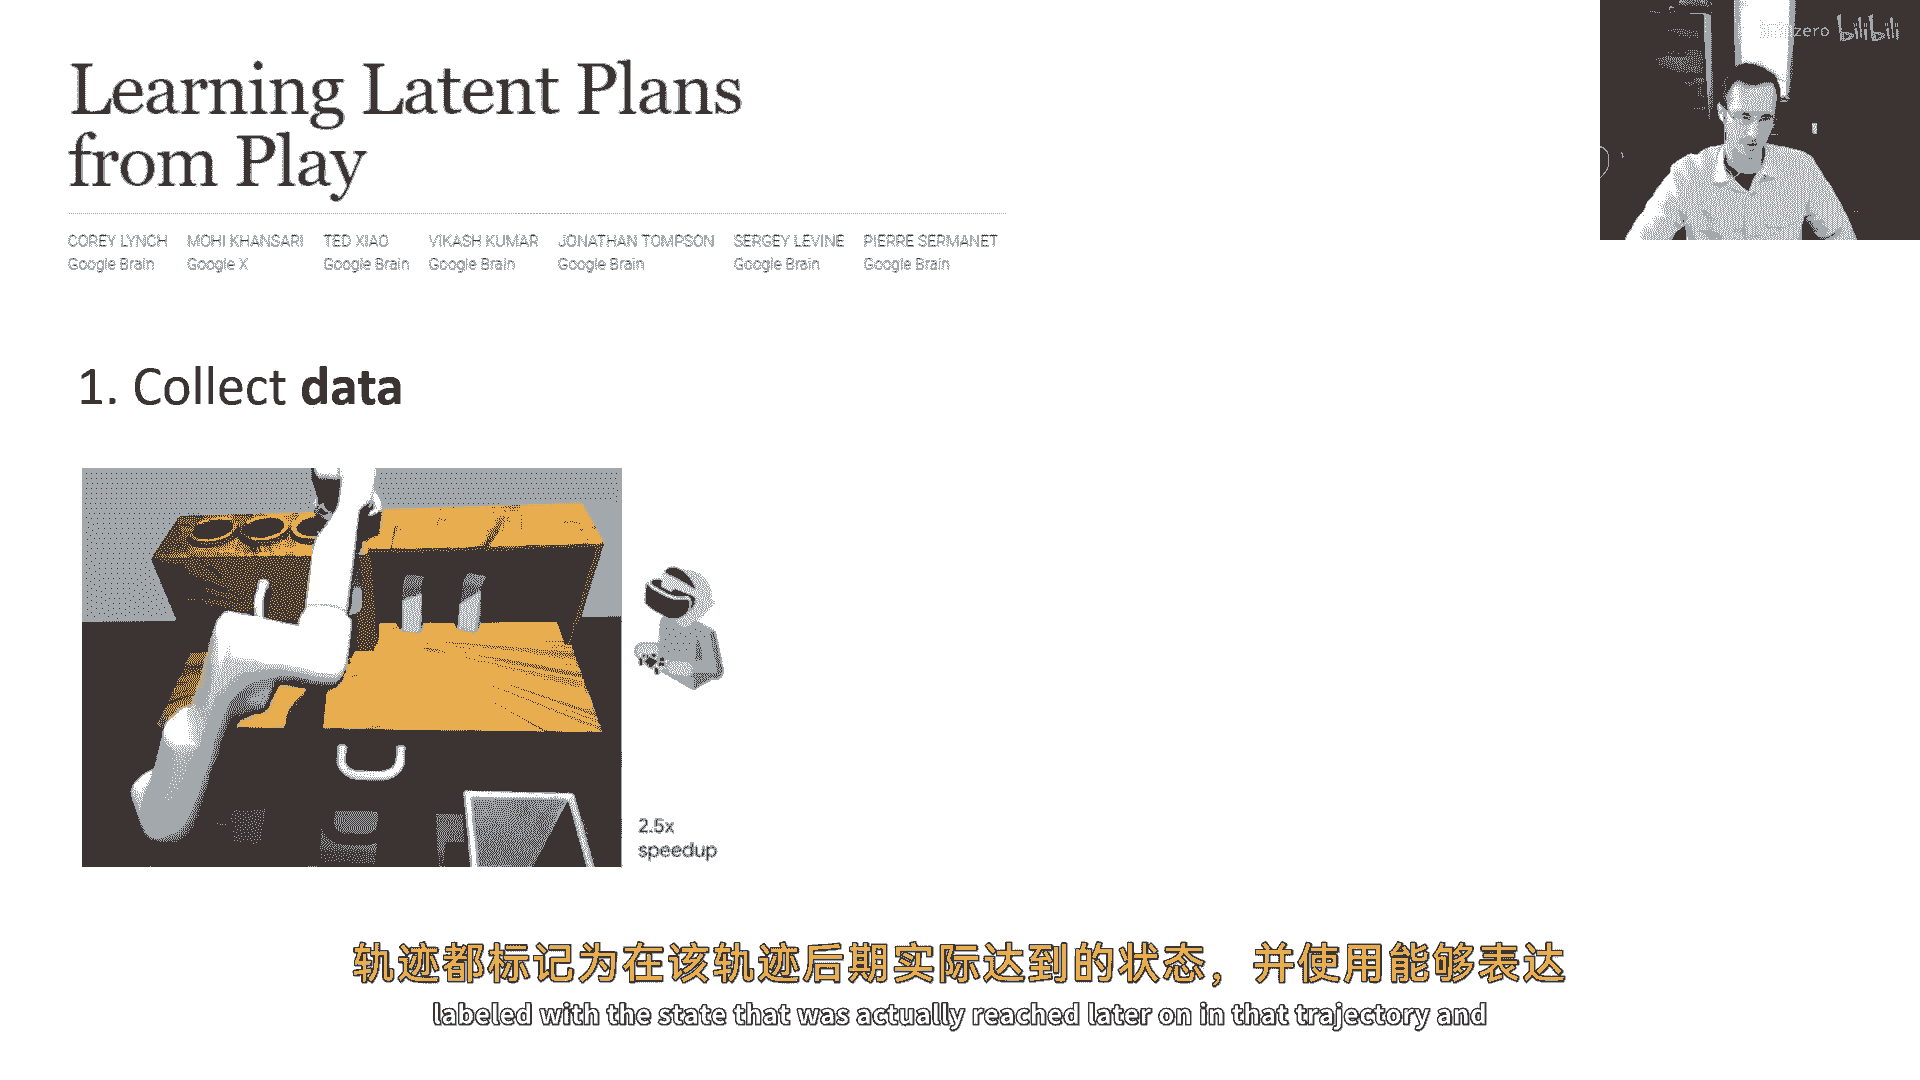 Learning Latent Plans
from Play
COREY LYNCH MOHI KHANSARI TED XIAO VIKASH KUMAR JONATHAN TOMPSON SERGEY LEVINE PIERRE SERMANET
Google Brain Google X Google Brain Google Brain Google Brain Google Brain Google Brain
1. Collect data
2.5x
speedup
轨迹都标记为在该轨迹后期实际达到的状态，并使用能够表达
labeled with the state that was actually reached later on in that trajectory and
zero bilibili